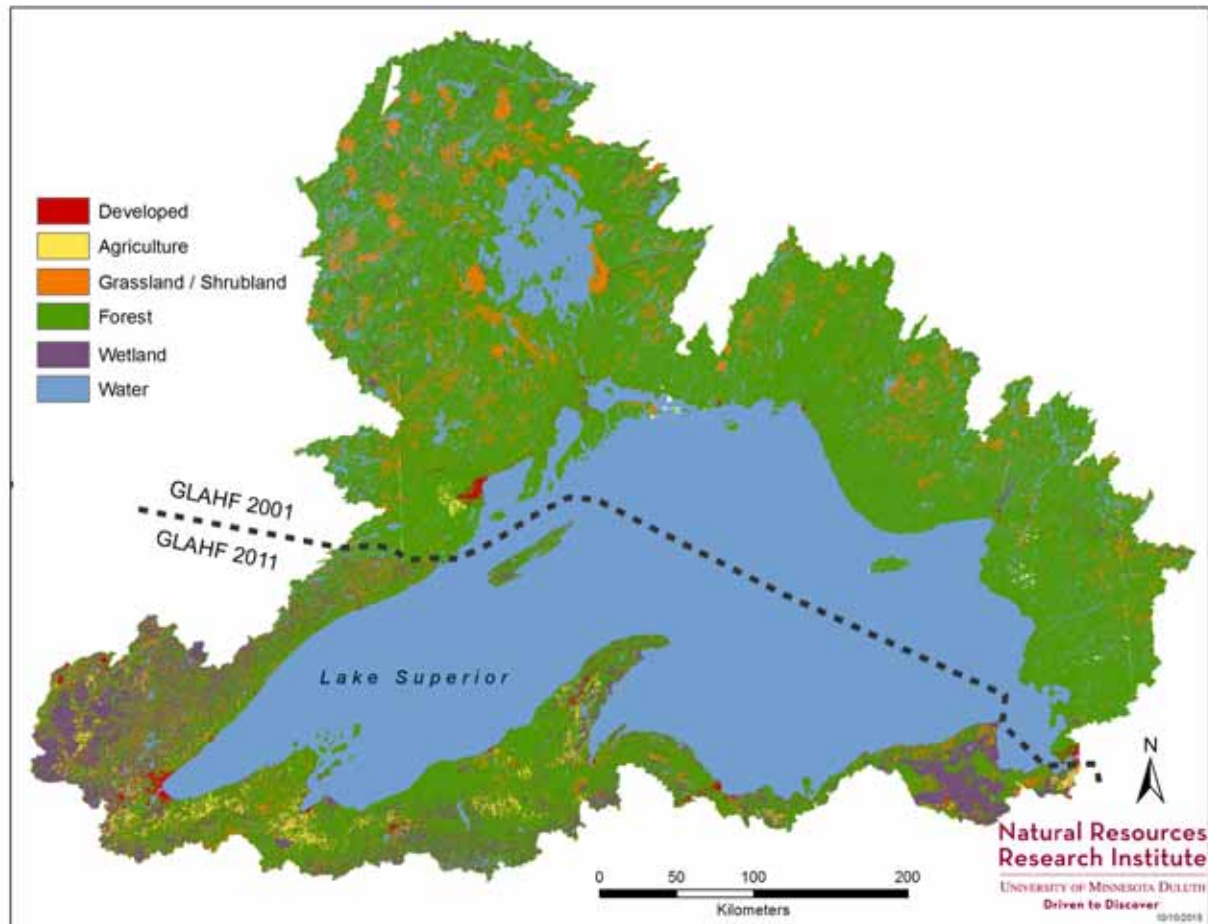 Developed
Agriculture
Grassland / Shrubland
Forest
Wetland
Water
GLAHF 2001
GLAHF 2011
Lake Superior
N
0 50 100 200
Kilometers
Natural Resources
Research Institute
UNIVERSITY OF MINNESOTA DULUTH
Driven to Discover